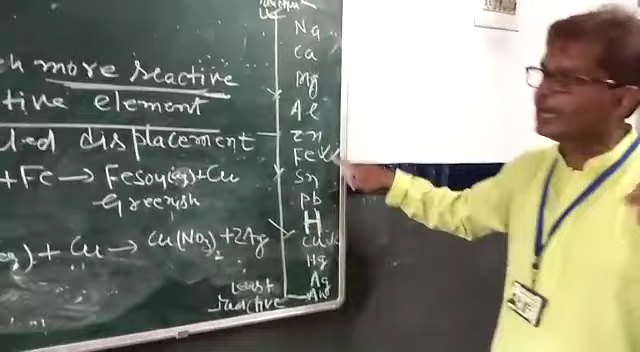 Na
Ca
Mg
Al
Zn
Fe
Sn
Pb
H
Cu
Hg
Ag
Au
more reactive
tive element
displacement
+ Fe → FeSO4(aq) + Cu
Greenish
+ Cu → Cu(NO3)2 + 2Ag
Least
reactive